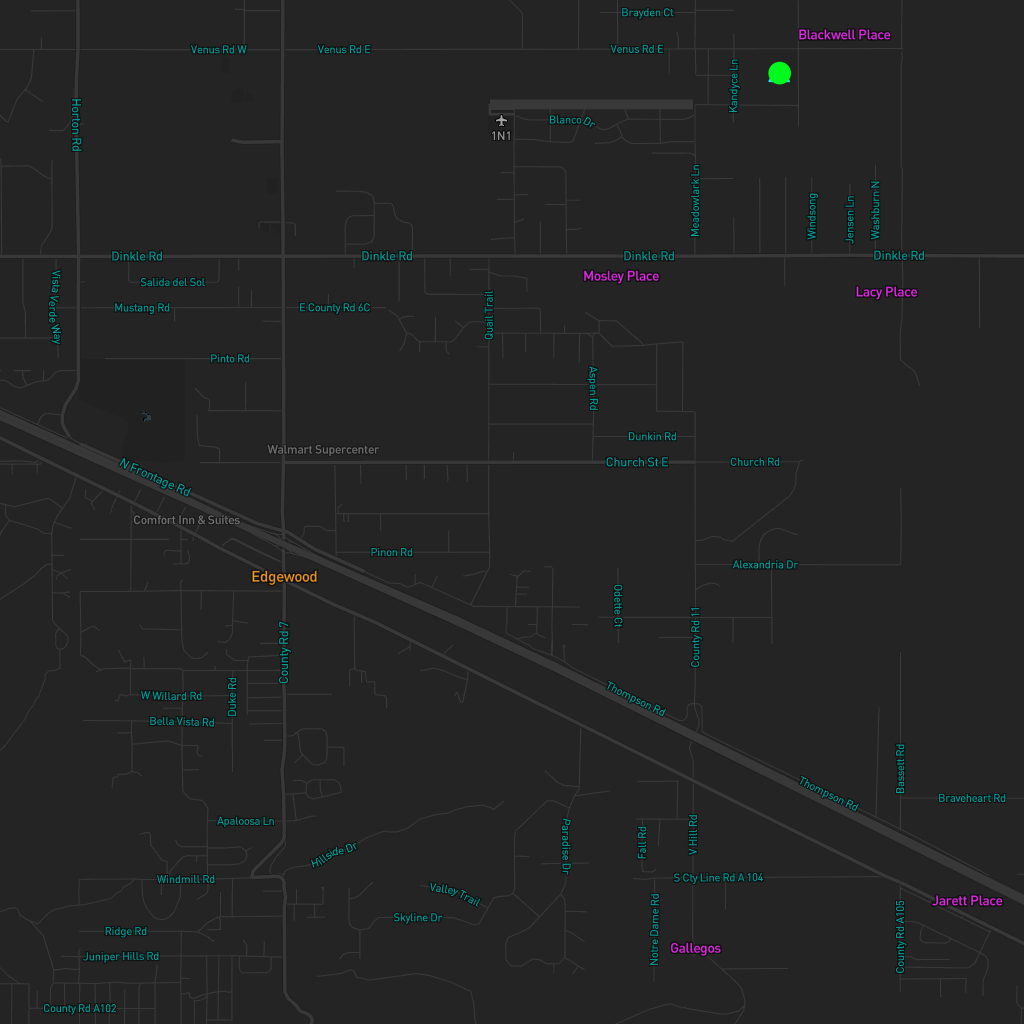 Brayden Ct
Blackwell Place
Venus Rd W
Venus Rd E
Venus Rd E
Kandyce Ln
Horton Rd
Blanco Dr
1N1
Meadowlark Ln
Windsong
Jensen Ln
Washburn N
Dinkle Rd
Dinkle Rd
Dinkle Rd
Dinkle Rd
Mosley Place
Lacy Place
Salida del Sol
Vista Verde Way
Mustang Rd
E County Rd 6C
Quail Trail
Pinto Rd
Aspen Rd
Dunkin Rd
Walmart Supercenter
Church St E
Church Rd
N Frontage Rd
Comfort Inn & Suites
Pinon Rd
Alexandria Dr
Edgewood
Odette Ct
County Rd 11
County Rd 7
W Willard Rd
Duke Rd
Thompson Rd
Bella Vista Rd
Bassett Rd
Thompson Rd
Braveheart Rd
Apaloosa Ln
Paradise Dr
Fall Rd
V Hill Rd
Hillside Dr
Windmill Rd
S Cty Line Rd A 104
Valley Trail
Jarett Place
Skyline Dr
Notre Dame Rd
County Rd A105
Ridge Rd
Gallegos
Juniper Hills Rd
County Rd A102